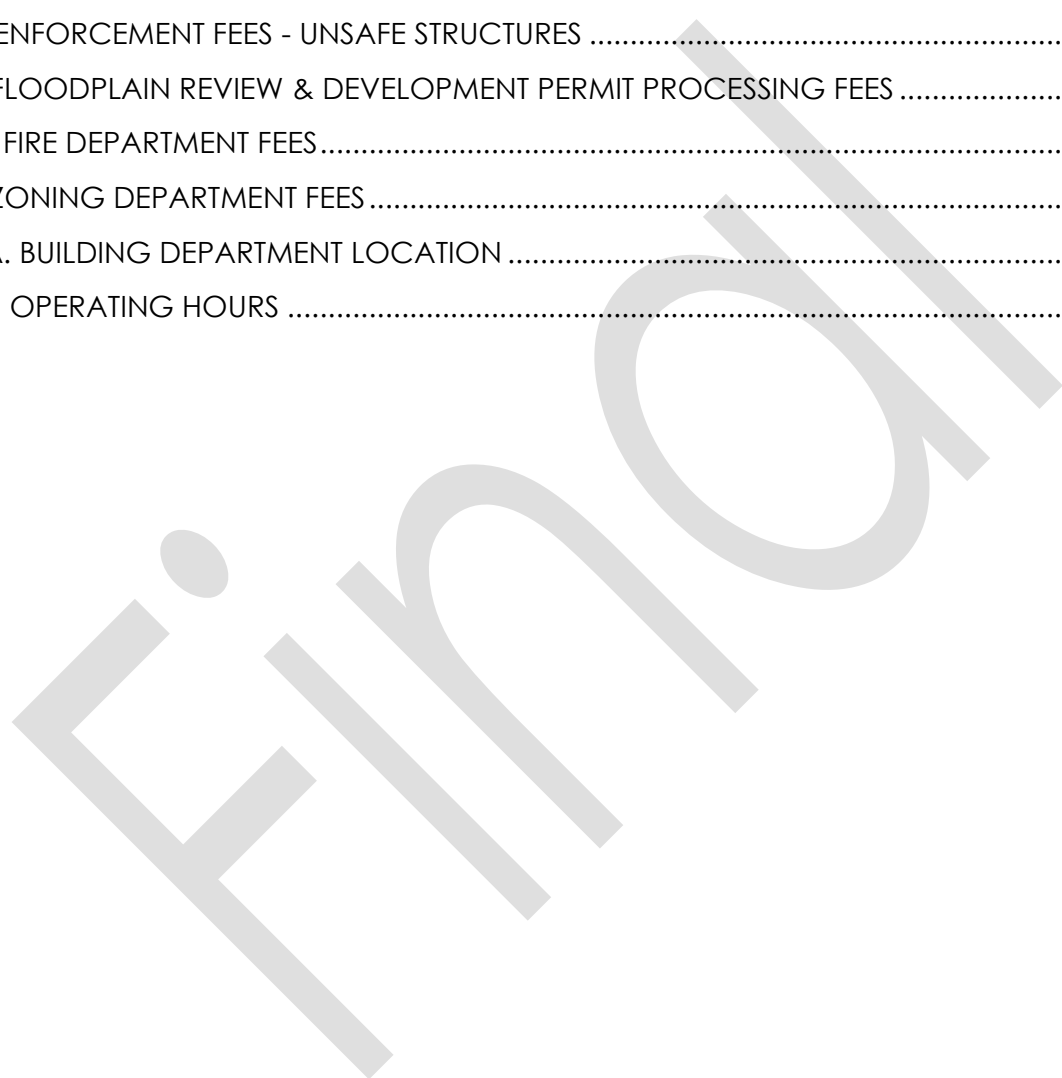 ENFORCEMENT FEES - UNSAFE STRUCTURES ..........................................................
FLOODPLAIN REVIEW & DEVELOPMENT PERMIT PROCESSING FEES ....................
FIRE DEPARTMENT FEES...........................................................................................
ZONING DEPARTMENT FEES.....................................................................................
. BUILDING DEPARTMENT LOCATION....................................................................
OPERATING HOURS ...............................................................................................
Final